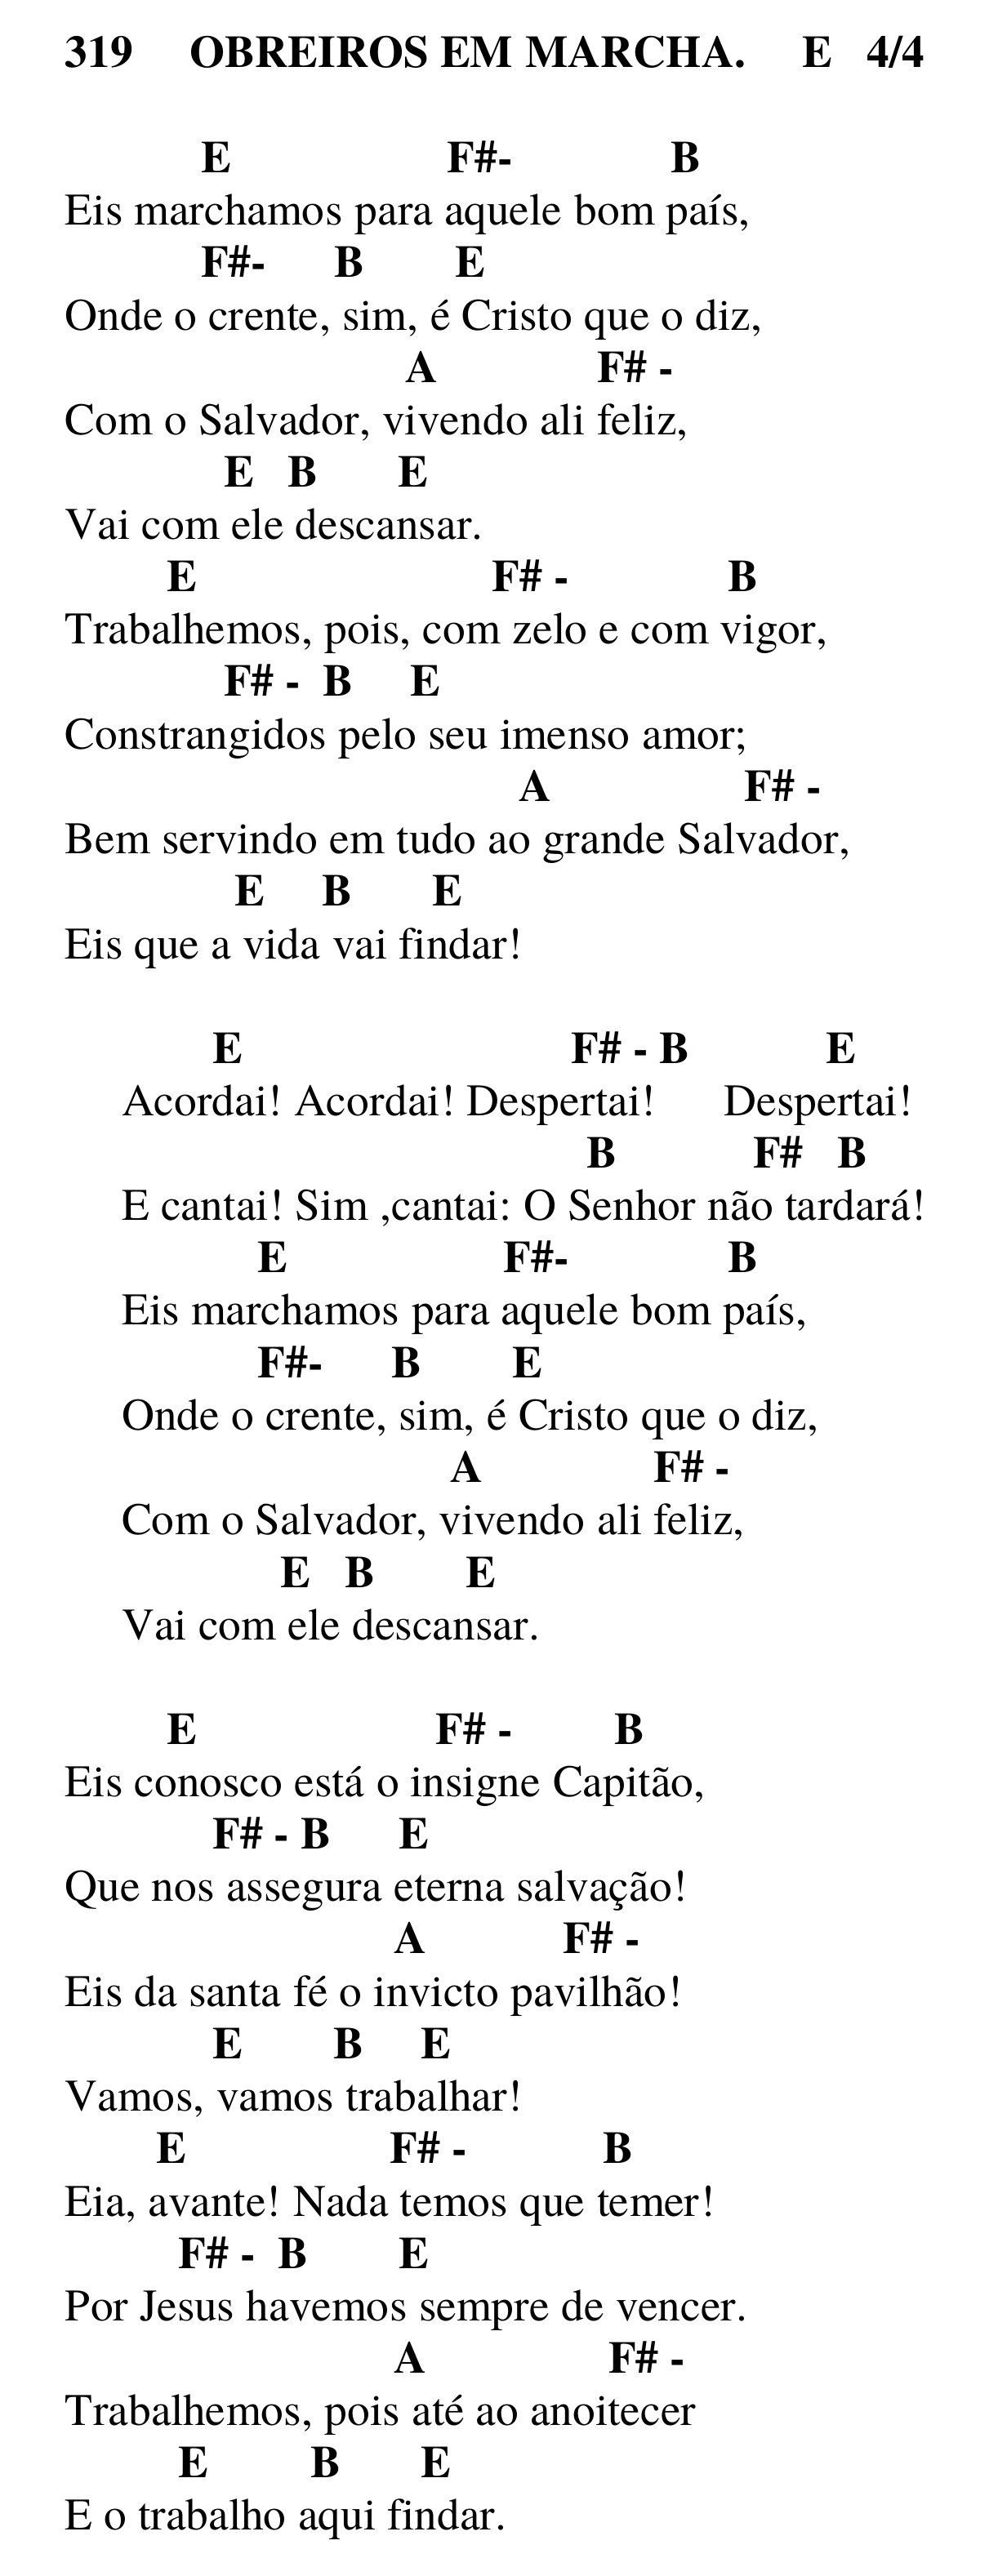 319 OBREIROS EM MARCHA. E 4/4
E F#- B
Eis marchamos para aquele bom país,
F#- B E
Onde o crente, sim, é Cristo que o diz,
A F# -
Com o Salvador, vivendo ali feliz,
E B E
Vai com ele descansar.
E F# - B
Trabalhemos, pois, com zelo e com vigor,
F# - B E
Constrangidos pelo seu imenso amor;
A F# -
Bem servindo em tudo ao grande Salvador,
E B E
Eis que a vida vai findar!
E F# - B E
Acordai! Acordai! Despertai! Despertai!
B F# B
E cantai! Sim ,cantai: O Senhor não tardará!
E F#- B
Eis marchamos para aquele bom país,
F#- B E
Onde o crente, sim, é Cristo que o diz,
A F# -
Com o Salvador, vivendo ali feliz,
E B E
Vai com ele descansar.
E F# - B
Eis conosco está o insigne Capitão,
F# - B E
Que nos assegura eterna salvação!
A F# -
Eis da santa fé o invicto pavilhão!
E B E
Vamos, vamos trabalhar!
E F# - B
Eia, avante! Nada temos que temer!
F# - B E
Por Jesus havemos sempre de vencer.
A F# -
Trabalhemos, pois até ao anoitecer
E B E
E o trabalho aqui findar.